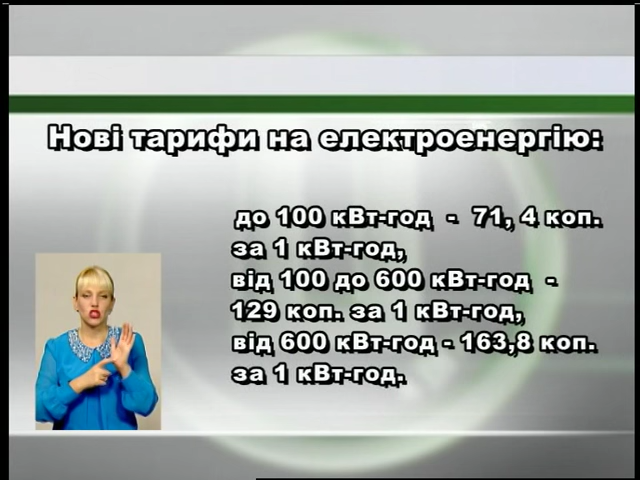 Нові тарифи на електроенергію:
до 100 кВт-год - 71, 4 коп.
за 1 кВт-год,
від 100 до 600 кВт-год -
129 коп. за 1 кВт-год,
від 600 кВт-год - 163,8 коп.
за 1 кВт-год.